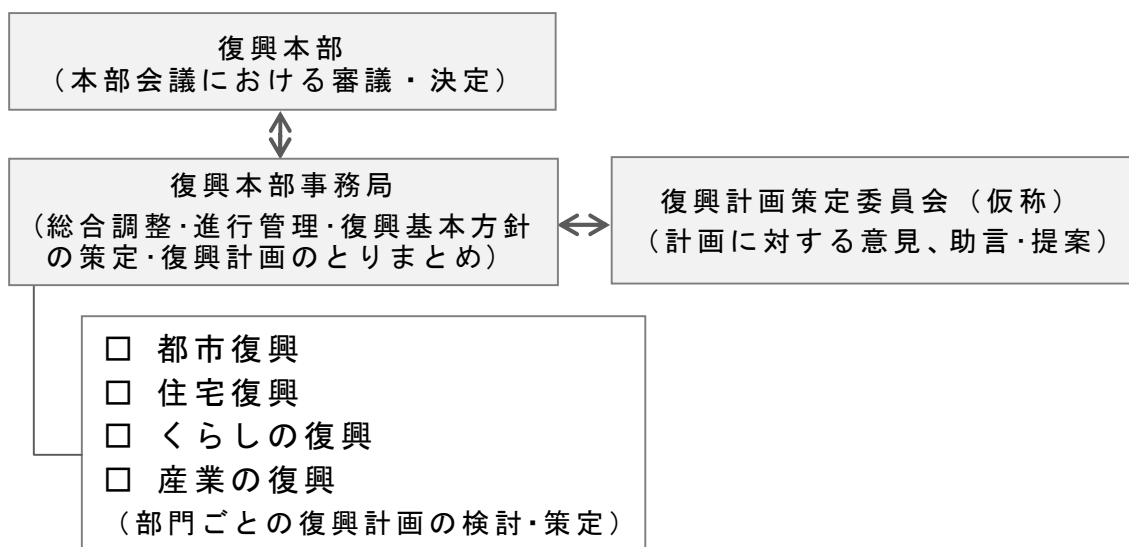 復興本部
（本部会議における審議・決定）
復興本部事務局
（総合調整・進行管理・復興基本方針
の策定・復興計画のとりまとめ）
復興計画策定委員会（仮称）
（計画に対する意見、助言・提案）
□ 都市復興
□ 住宅復興
□ くらしの復興
□ 産業の復興
（部門ごとの復興計画の検討・策定）